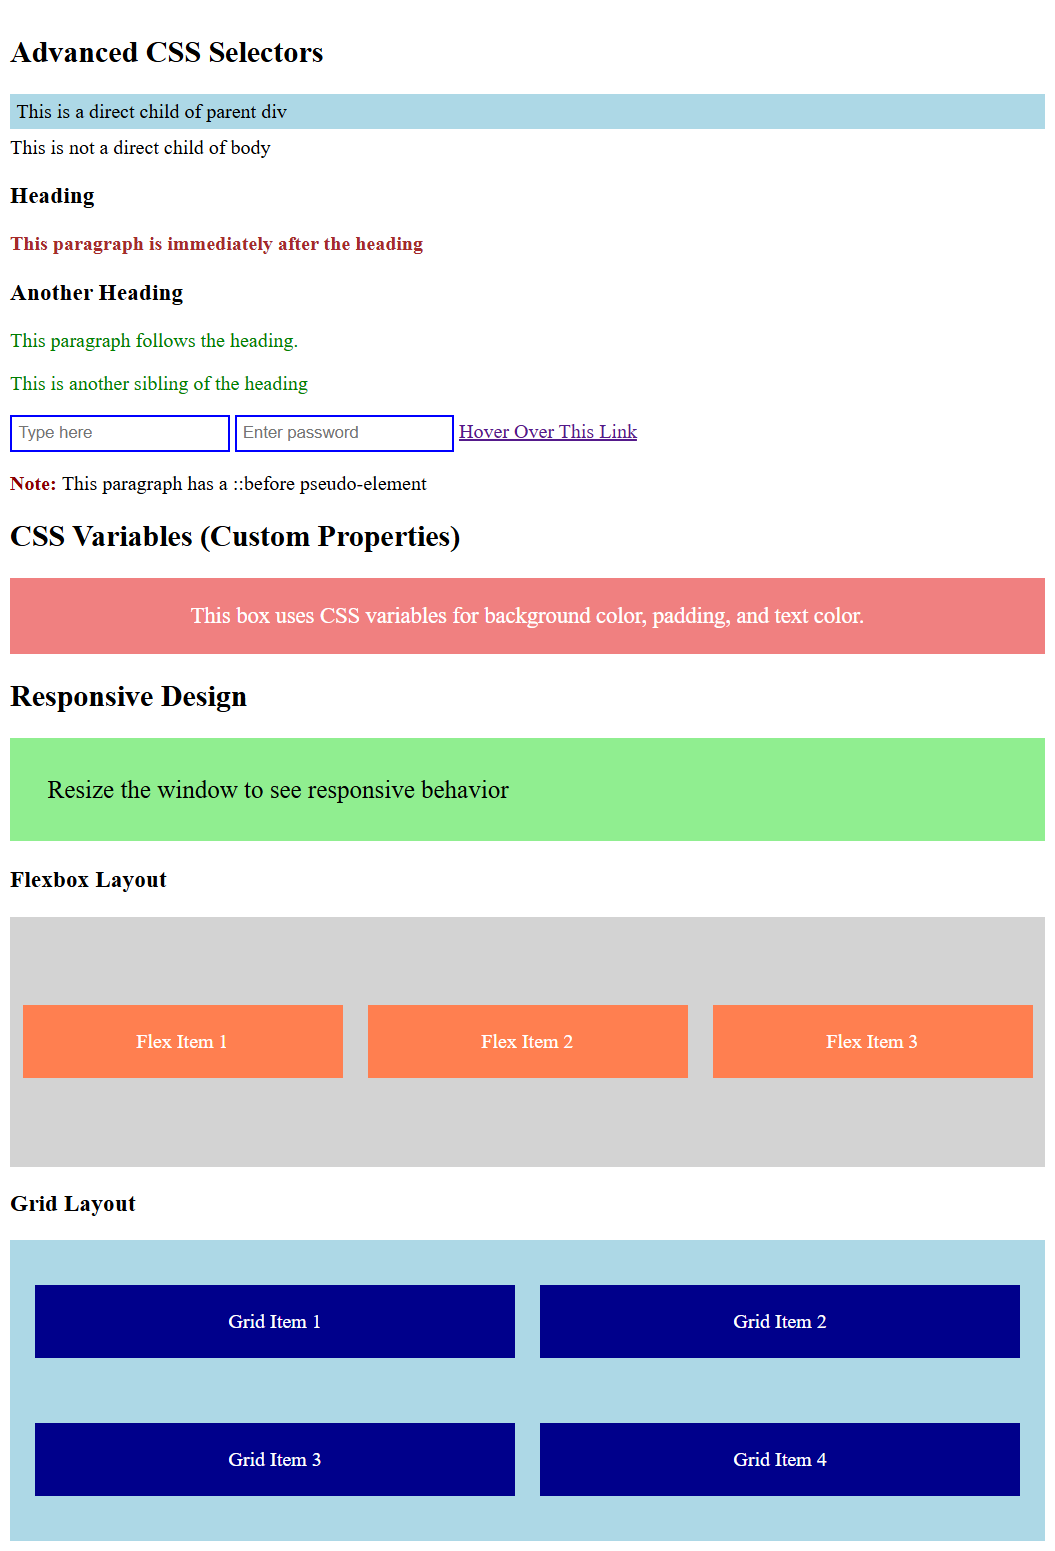 Advanced CSS Selectors
This is a direct child of parent div
This is not a direct child of body
Heading
This paragraph is immediately after the heading
Another Heading
This paragraph follows the heading.
This is another sibling of the heading
Type here Enter password Hover Over This Link
Note: This paragraph has a ::before pseudo-element
CSS Variables (Custom Properties)
This box uses CSS variables for background color, padding, and text color.
Responsive Design
Resize the window to see responsive behavior
Flexbox Layout
Flex Item 1 Flex Item 2 Flex Item 3
Grid Layout
Grid Item 1 Grid Item 2
Grid Item 3 Grid Item 4